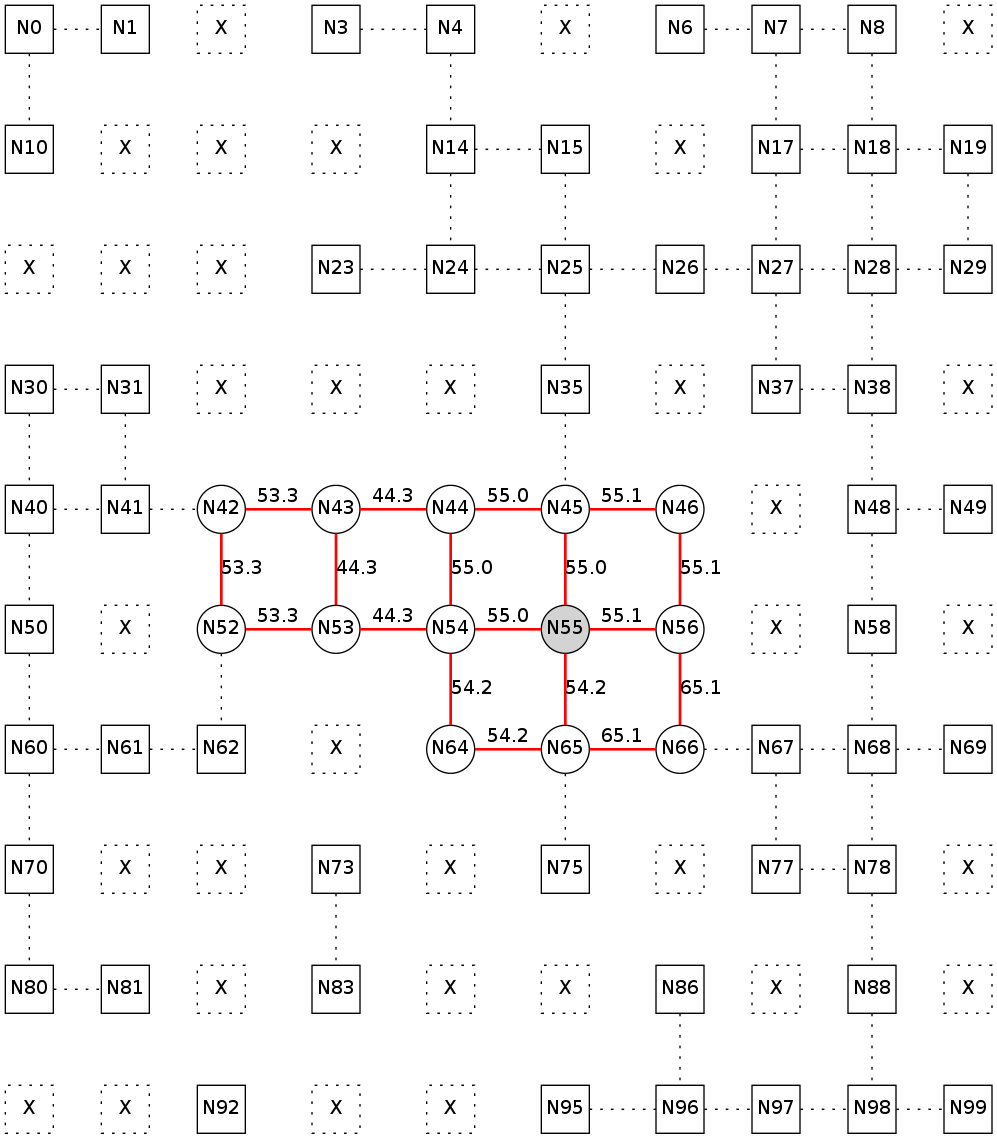 N0 N1 X N3 N4 X N6 N7 N8 X
N10 X X X N14 N15 X N17 N18 N19
X X X N23 N24 N25 N26 N27 N28 N29
N30 N31 X X X N35 X N37 N38 X
53.3 44.3 55.0 55.1
N40 N41 N42 N43 N44 N45 N46 X N48 N49
53.3 44.3 55.0 55.0 55.1
53.3 44.3 55.0 55.1
N50 X N52 N53 N54 N55 N56 X N58 X
54.2 54.2 65.1
54.2 65.1
N60 N61 N62 X N64 N65 N66 N67 N68 N69
N70 X X N73 X N75 X N77 N78 X
N80 N81 X N83 X X N86 X N88 X
X X N92 X X N95 N96 N97 N98 N99